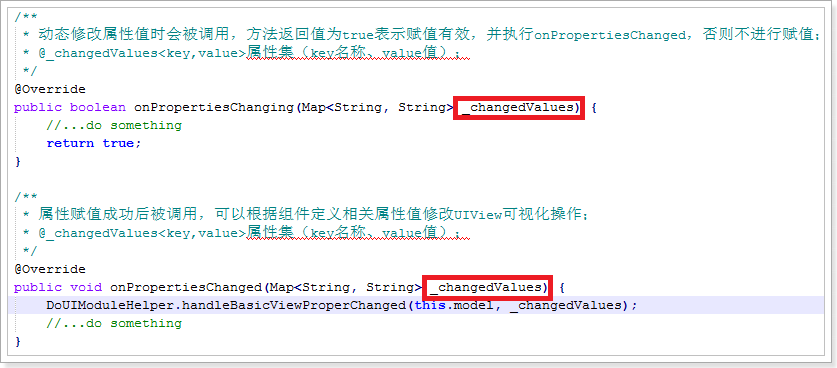 /**
 * 动态修改属性值时会被调用，方法返回值为true表示赋值有效，并执行onPropertiesChanged，否则不进行赋值；
 * @_changedValues<key,value>属性集（key名称、value值）；
 */
@Override
public boolean onPropertiesChanging(Map<String, String> _changedValues) {
    //...do something
    return true;
}
/**
 * 属性赋值成功后被调用，可以根据组件定义相关属性值修改UIView可视化操作；
 * @_changedValues<key,value>属性集（key名称、value值）；
 */
@Override
public void onPropertiesChanged(Map<String, String> _changedValues) {
    DoUIModuleHelper.handleBasicViewProperChanged(this.model, _changedValues);
    //...do something
}